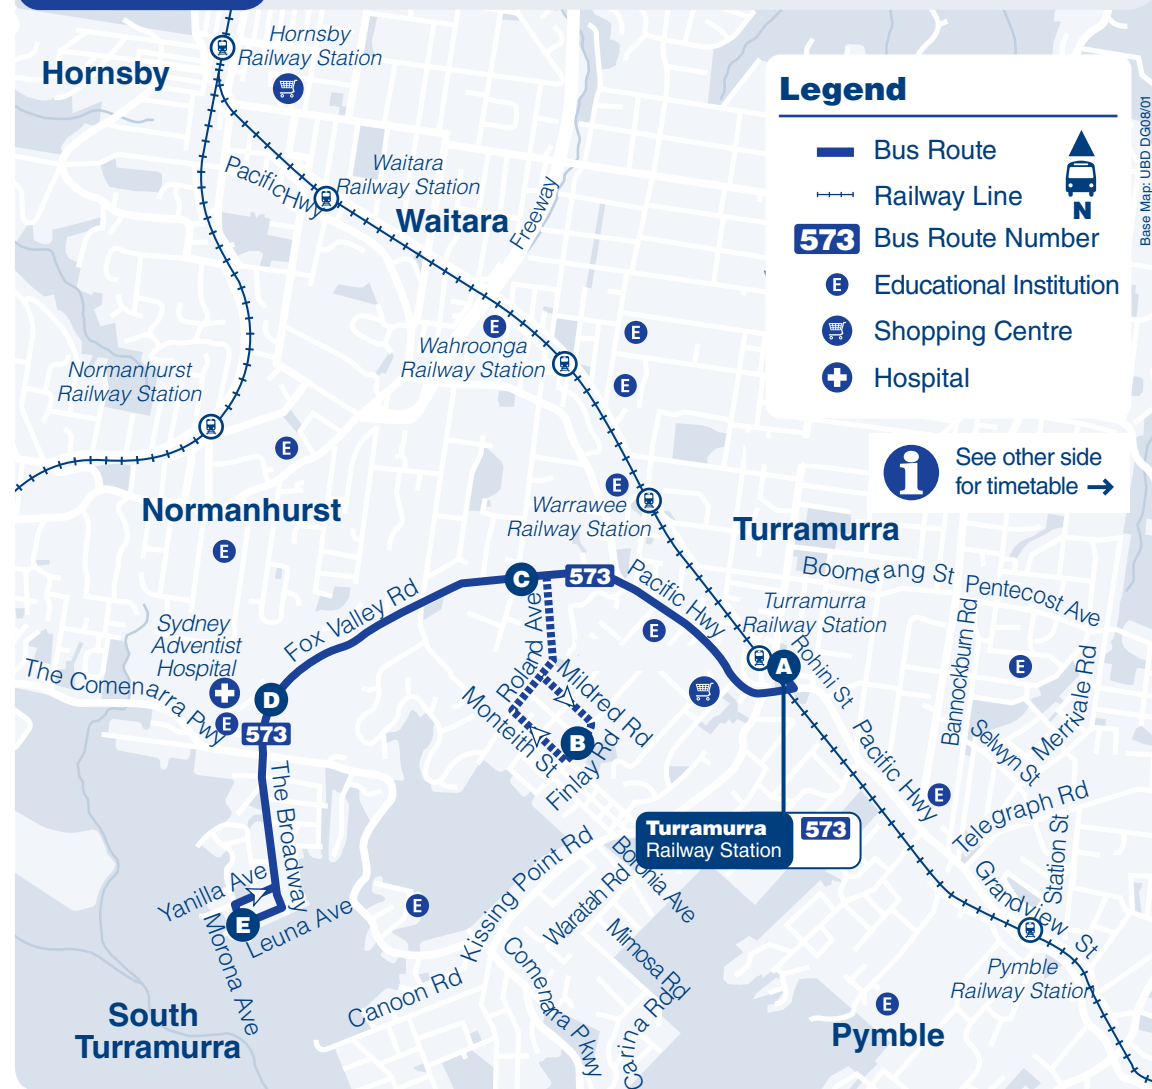 Hornsby
Railway Station
Hornsby
Legend
Bus Route
Railway Line
N
573
Bus Route Number
E
Educational Institution
Shopping Centre
Hospital
Base Map: UBD DG08/01
Waitara
Railway Station
Pacific Hwy
Waitara
Freeway
E
E
Wahroonga
Railway Station
E
Normanhurst
Railway Station
E
i
See other side
for timetable →
E
Warrawee
Railway Station
Normanhurst
Turramurra
E
C
573
Pacific Hwy
Boomerang St
Pentecost Ave
Fox Valley Rd
Roland Ave
Turramurra
Railway Station
Bannockburn Rd
E
Sydney
Adventist
Hospital
A
Rohini St
E
Merrivale Rd
The Comenarra Pwy
D
E
573
Mildred Rd
Monteith St
B
Finlay Rd
Pacific Hwy
Selwyn St
E
Telegraph Rd
Station St
The Broadway
Turramurra
Railway Station
573
Kissing Point Rd
Boronia Ave
Waratah Rd
Grandview St
Yanilla Ave
E
E
Leuna Ave
Morona Ave
Mimosa Rd
Comenarra Pkwy
Canoon Rd
Carina Rd
Pymble
Railway Station
E
Pymble
South
Turramurra